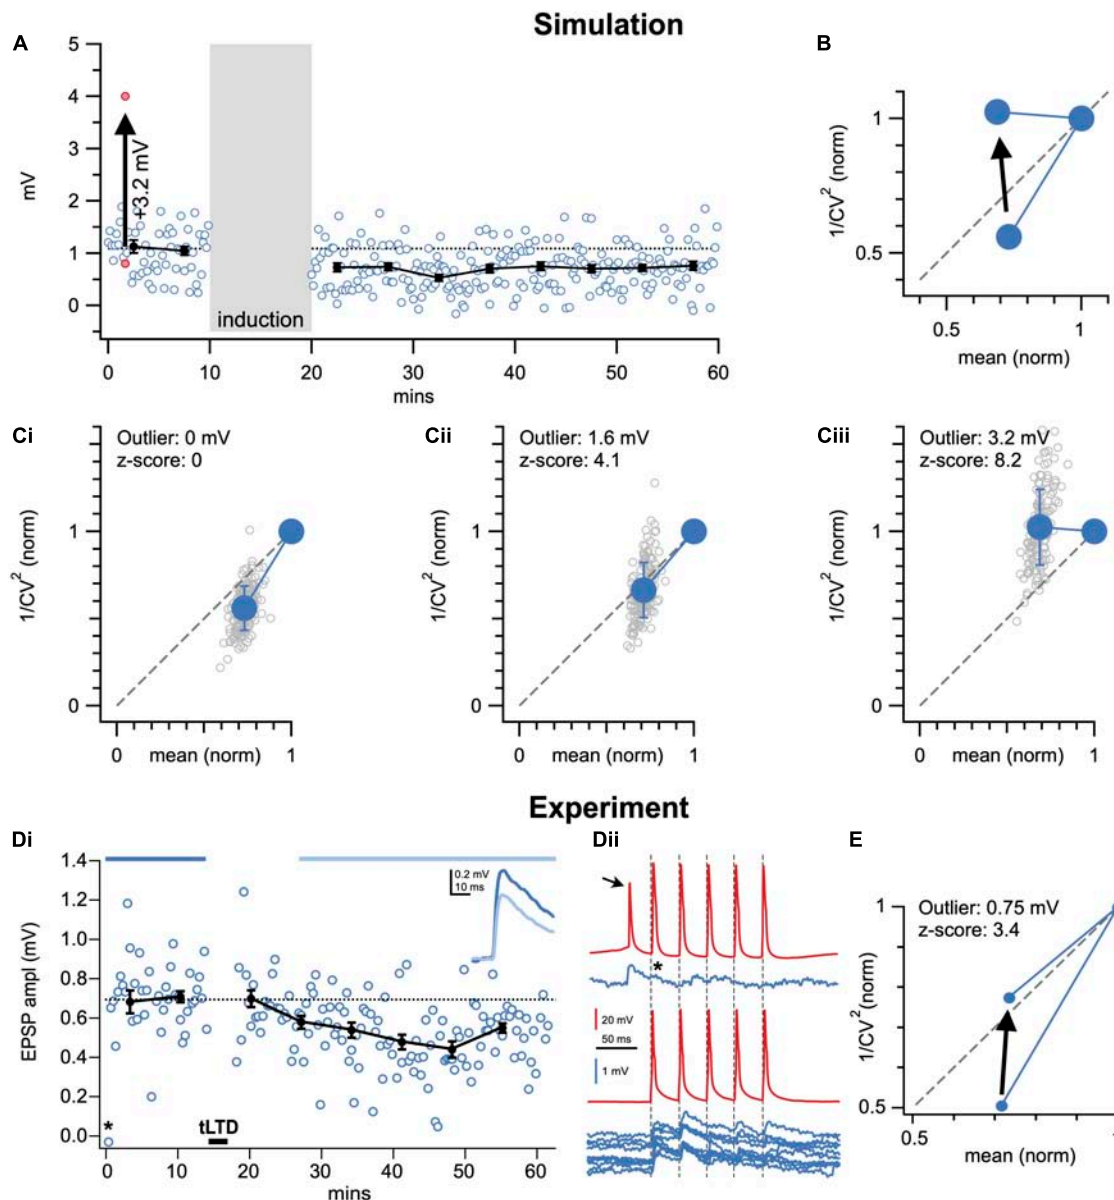 Simulation
A
5
4
3
2
1
0
mV
+3.2 mV
induction
0
10
20
30
40
50
60
mins
B
1
0.5
1/CV² (norm)
0.5
1
mean (norm)
Ci
Outlier: 0 mV
z-score: 0
1
0
1/CV² (norm)
0
mean (norm)
1
Cii
Outlier: 1.6 mV
z-score: 4.1
1
0
1/CV² (norm)
0
mean (norm)
1
Ciii
Outlier: 3.2 mV
z-score: 8.2
1
0
1/CV² (norm)
0
mean (norm)
1
Experiment
Di
1.4
1.2
1.0
0.8
0.6
0.4
0.2
0.0
EPSP ampl (mV)
0.2 mV
10 ms
*
tLTD
0
10
20
30
40
50
60
mins
Dii
*
20 mV
50 ms
1 mV
E
Outlier: 0.75 mV
z-score: 3.4
1
0.5
1/CV² (norm)
0.5
mean (norm)